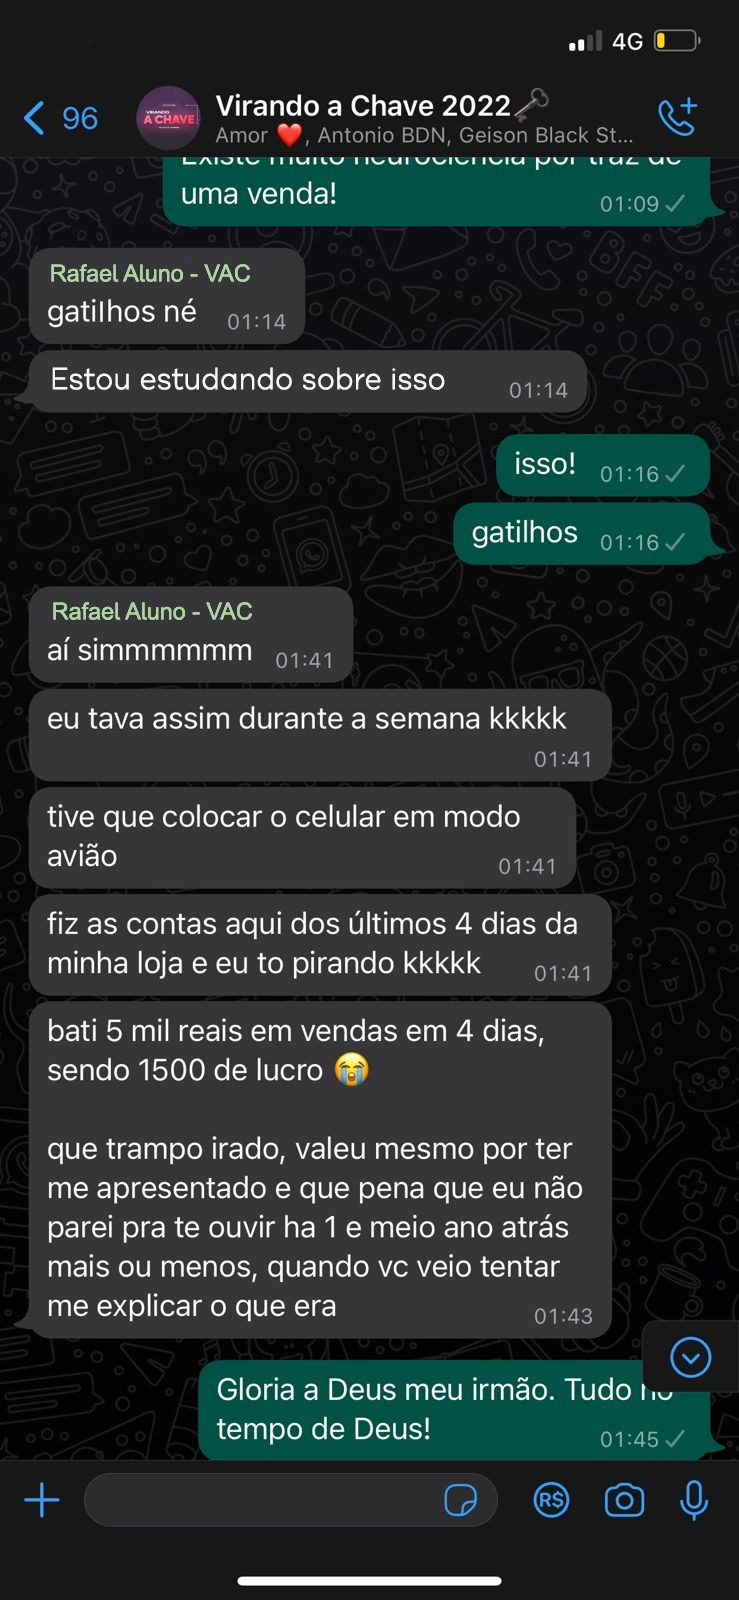 4G
96
VIRANDO
A CHAVE
Virando a Chave 2022🗝️
Amor ❤️, Antonio BDN, Geison Black St...
Existe muito neurociência por traz de
uma venda!
01:09
Rafael Aluno - VAC
gatilhos né
01:14
Estou estudando sobre isso
01:14
isso!
01:16
gatilhos
01:16
Rafael Aluno - VAC
aí simmmmmm
01:41
eu tava assim durante a semana kkkkk
01:41
tive que colocar o celular em modo
avião
01:41
fiz as contas aqui dos últimos 4 dias da
minha loja e eu to pirando kkkkk
01:41
bati 5 mil reais em vendas em 4 dias,
sendo 1500 de lucro 😭
que trampo irado, valeu mesmo por ter
me apresentado e que pena que eu não
parei pra te ouvir ha 1 e meio ano atrás
mais ou menos, quando vc veio tentar
me explicar o que era
01:43
Gloria a Deus meu irmão. Tudo no
tempo de Deus!
01:45
R$